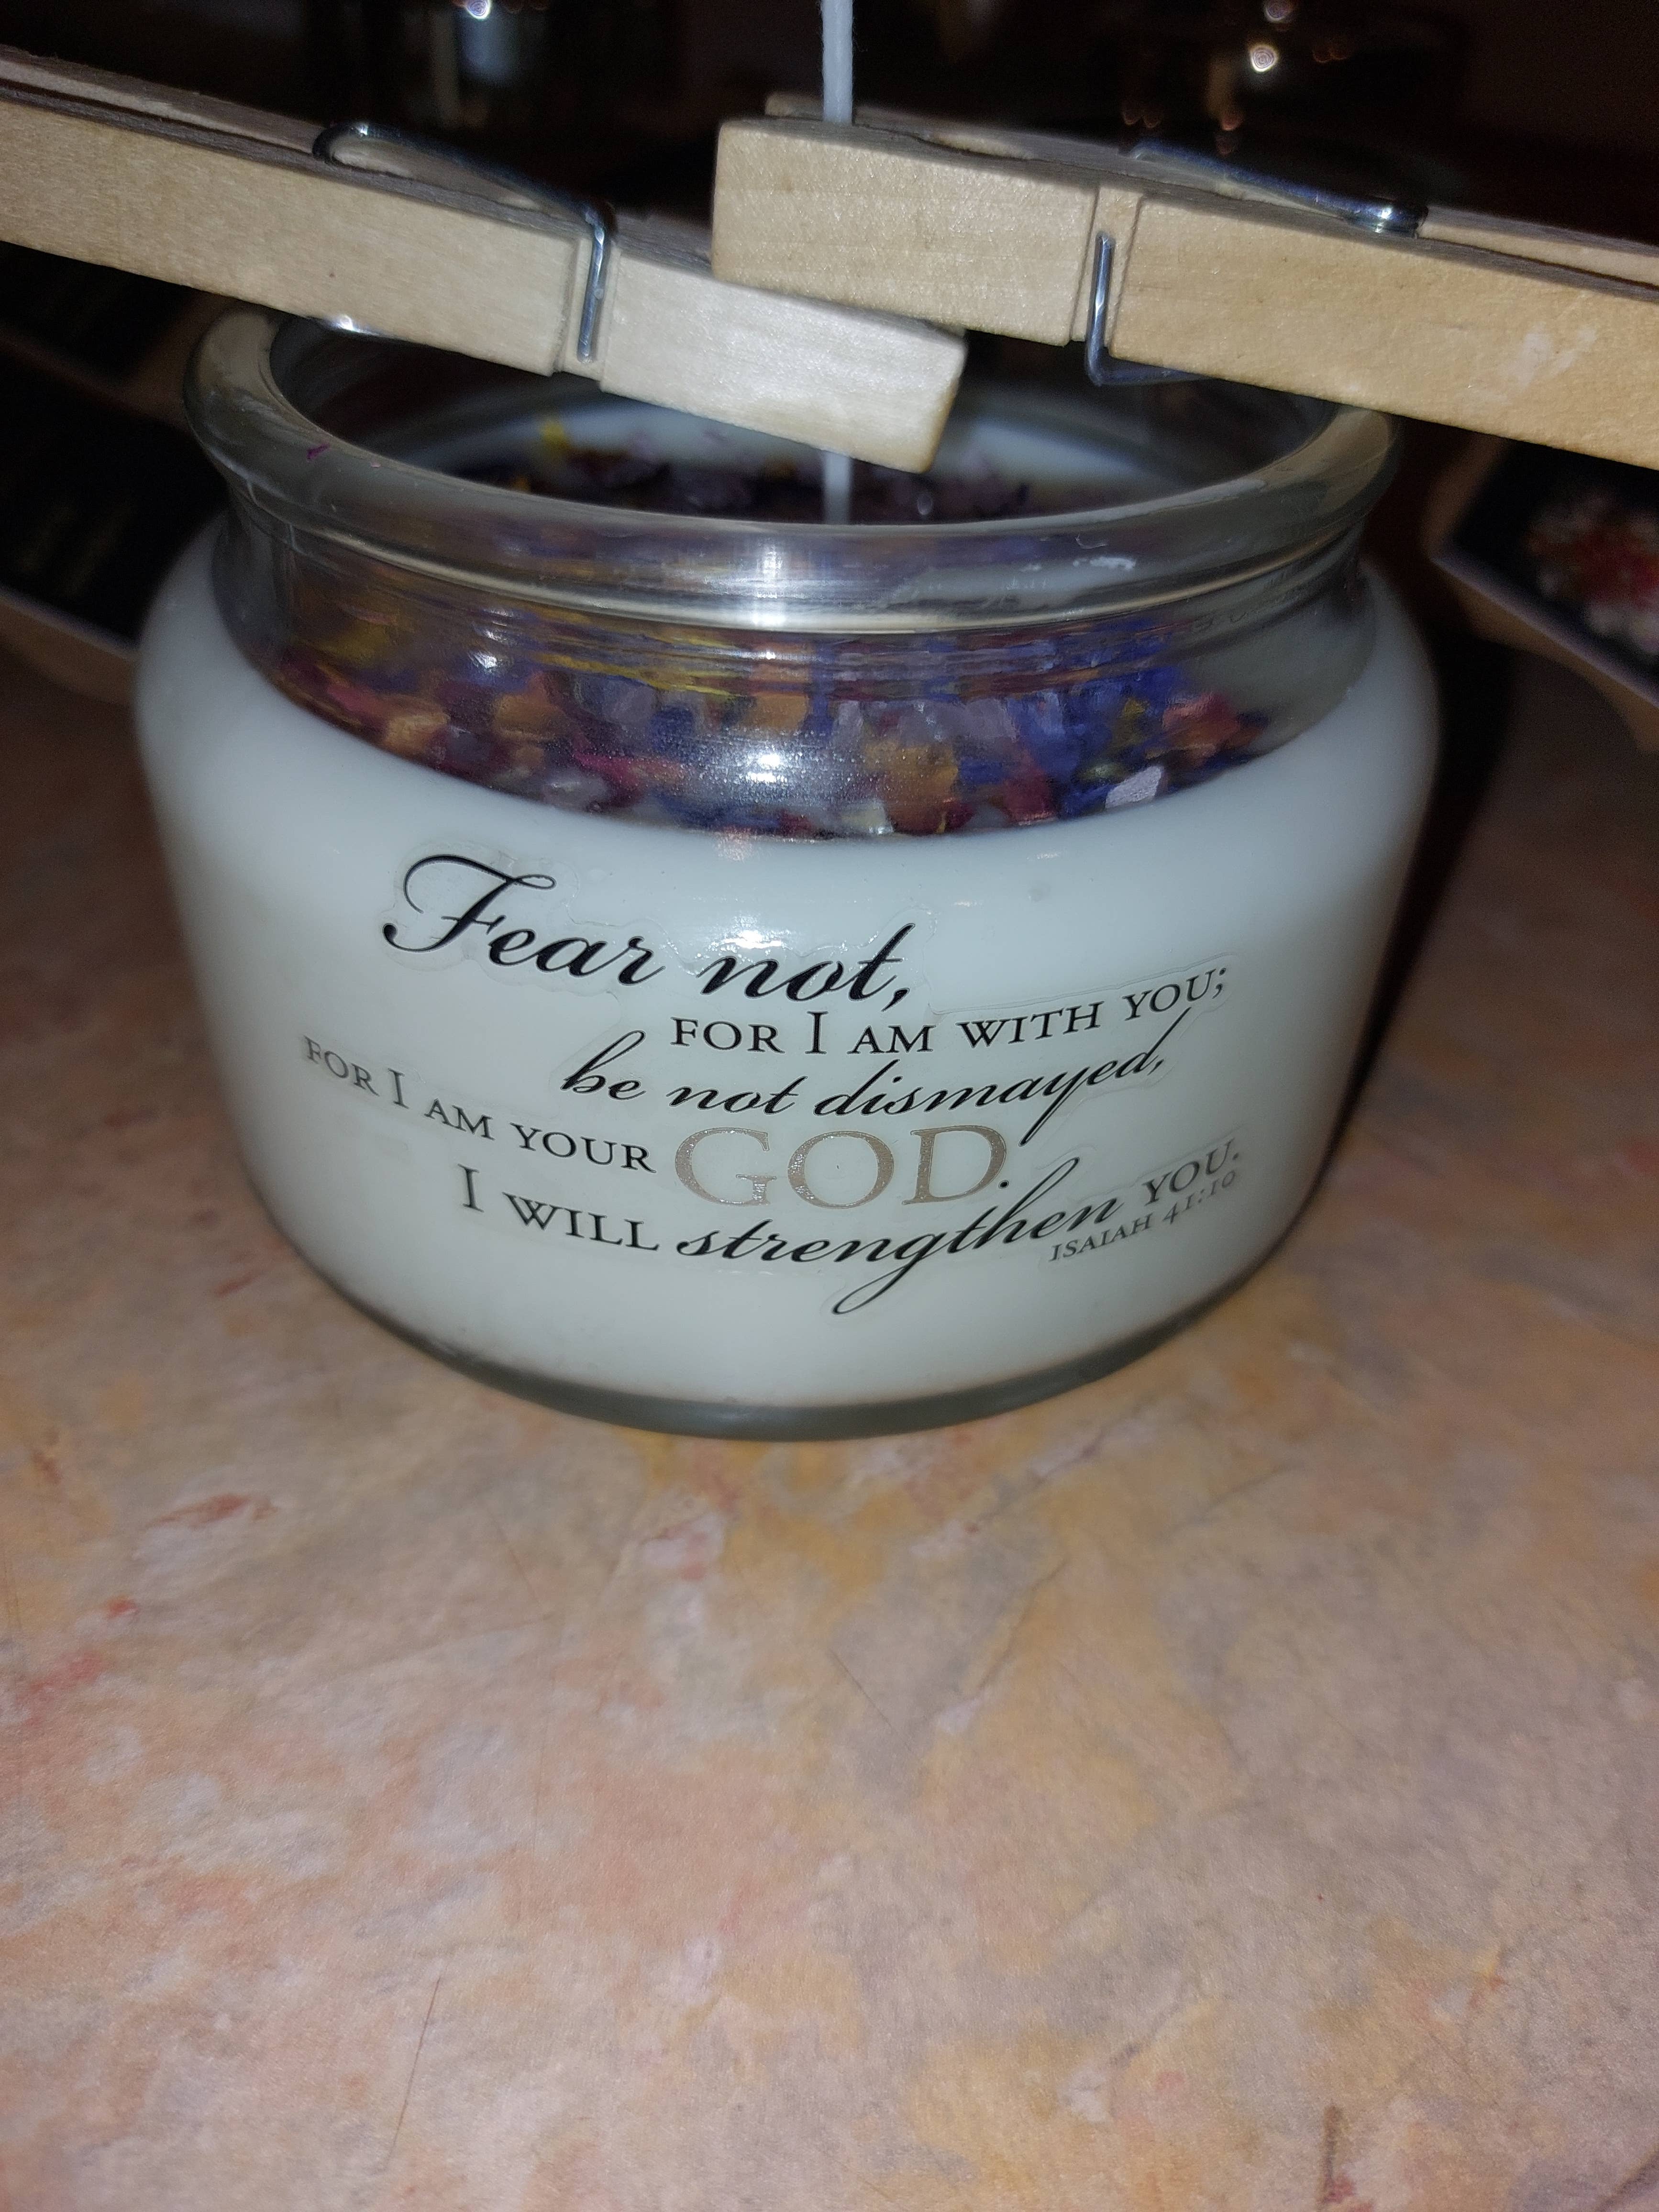 Fear not,
FOR I AM WITH YOU;
be not dismayed,
FOR I AM YOUR GOD.
I WILL strengthen YOU.
ISAIAH 41:10